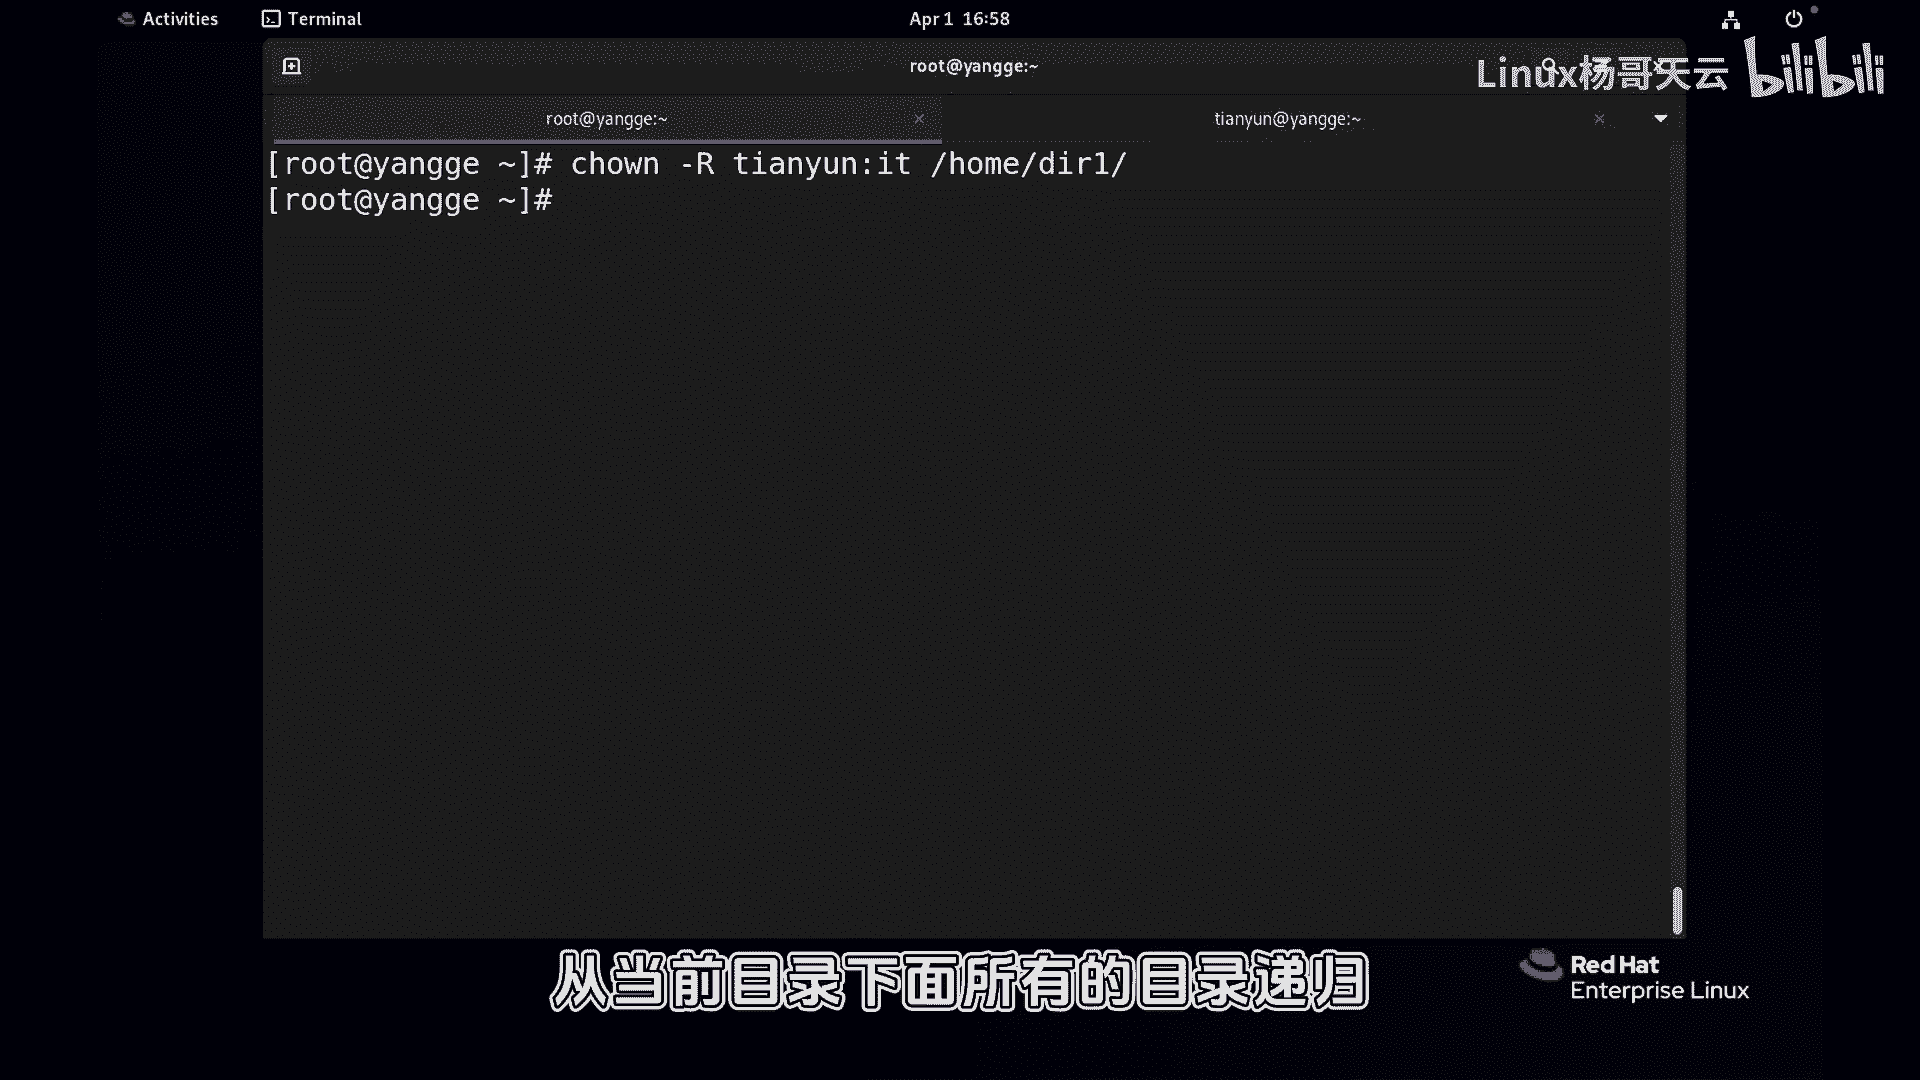 Activities
Terminal
Apr 1 16:58
root@yangge:~
Linux杨哥天云
bilibili
root@yangge:~
tianyun@yangge:~
[root@yangge ~]# chown -R tianyun:it /home/dir1/
[root@yangge ~]#
从当前目录下面所有的目录递归
Red Hat
Enterprise Linux